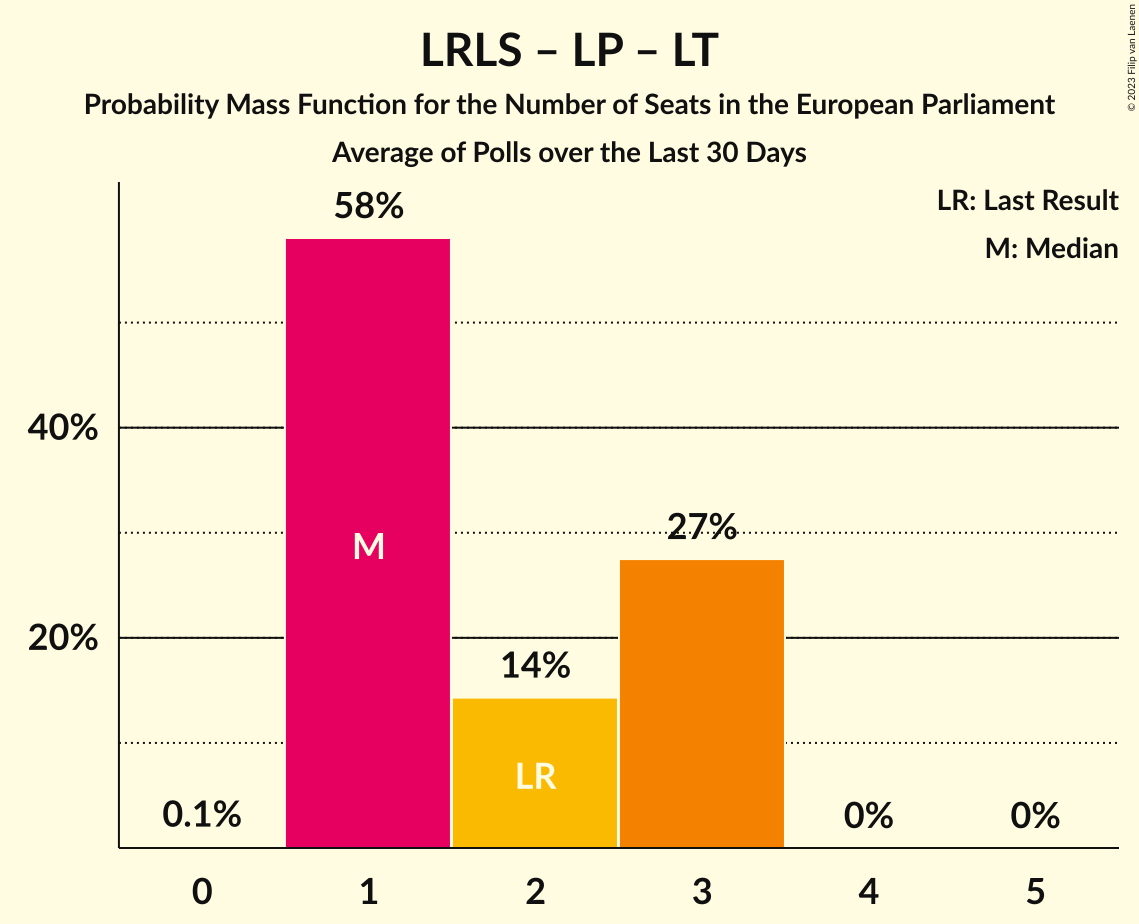 LRLS – LP – LT
Probability Mass Function for the Number of Seats in the European Parliament
Average of Polls over the Last 30 Days
© 2023 Filip van Laenen
LR: Last Result
M: Median
58%
40%
27%
20%
14%
M
LR
0.1%
0%
0%
0 1 2 3 4 5